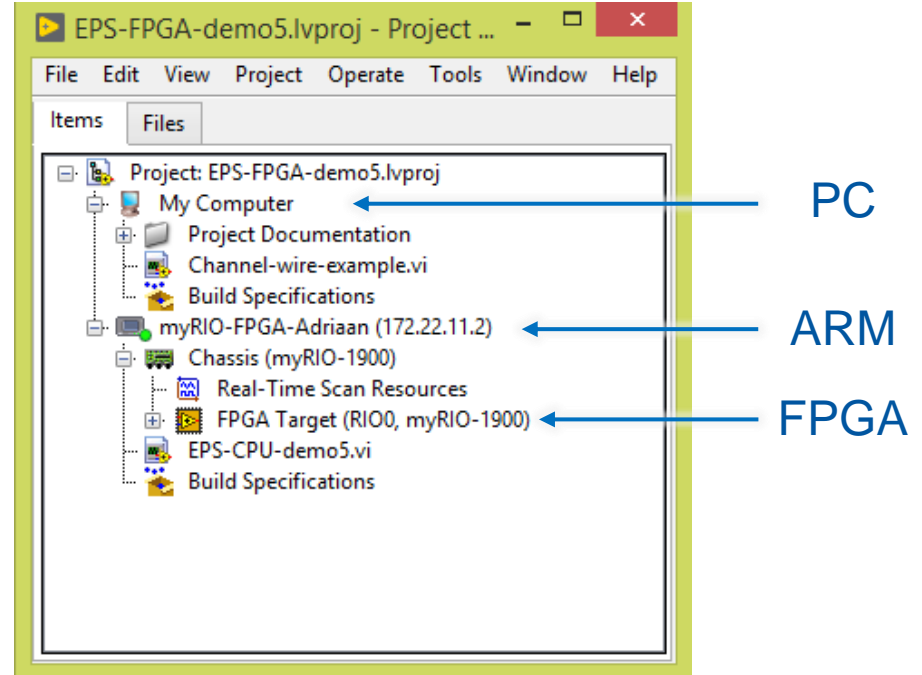 EPS-FPGA-demo5.lvproj - Project ...
File Edit View Project Operate Tools Window Help
Items Files
Project: EPS-FPGA-demo5.lvproj
My Computer
PC
Project Documentation
Channel-wire-example.vi
Build Specifications
myRIO-FPGA-Adriaan (172.22.11.2)
ARM
Chassis (myRIO-1900)
Real-Time Scan Resources
FPGA Target (RIO0, myRIO-1900)
FPGA
EPS-CPU-demo5.vi
Build Specifications